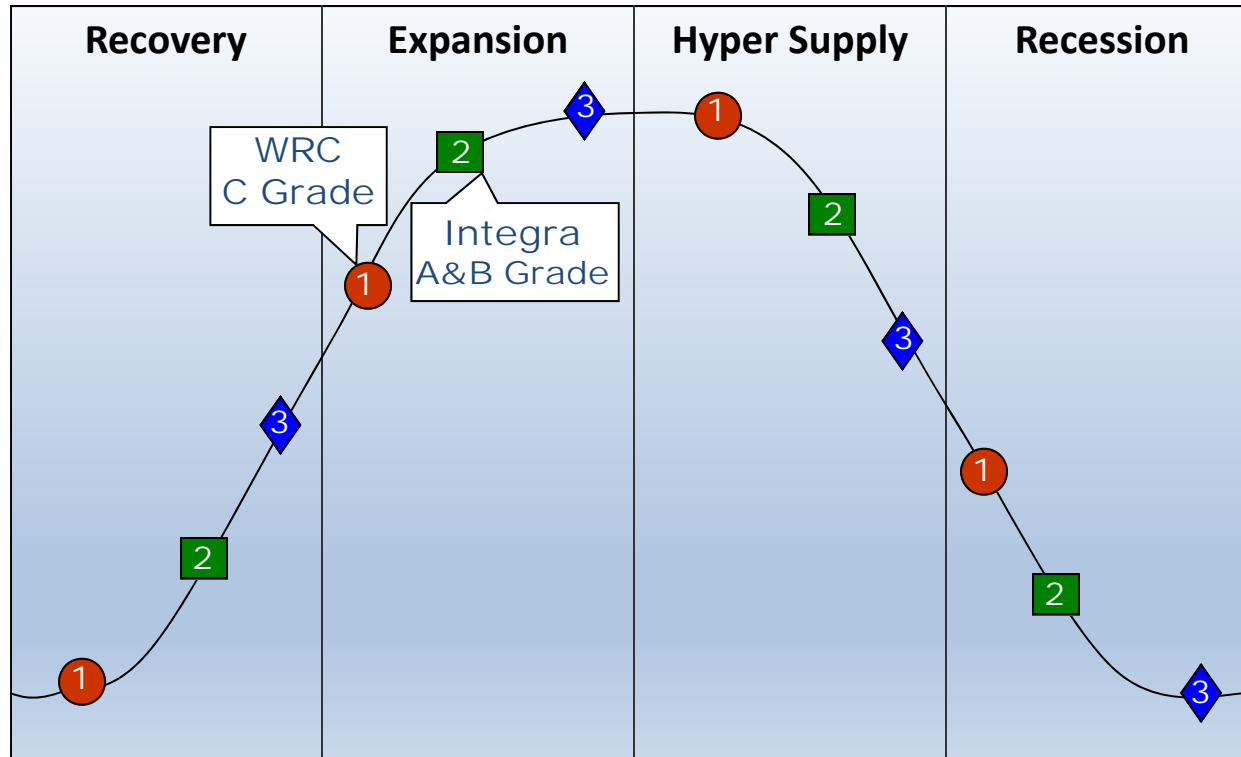 Recovery
Expansion
Hyper Supply
Recession
3
1
WRC
C Grade
2
2
Integra
A&B Grade
1
3
3
1
2
2
1
3